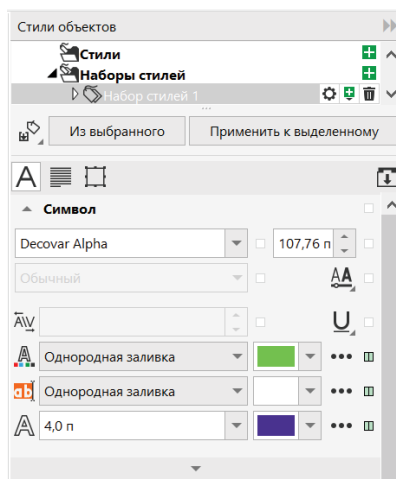 Стили объектов
Стили
Наборы стилей
Набор стилей 1
Из выбранного
Применить к выделенному
Символ
Decovar Alpha
107,76 п
Обычный
Однородная заливка
Однородная заливка
4,0 п